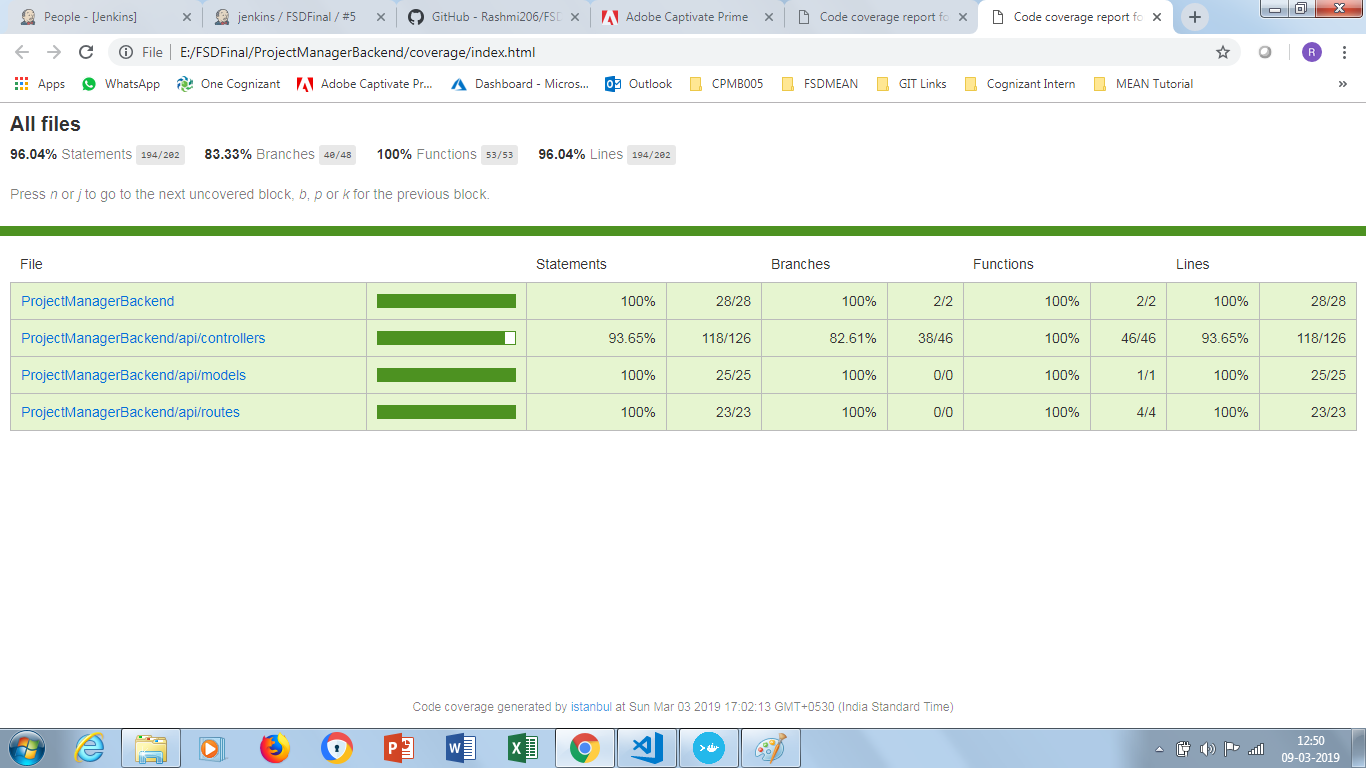 People - [Jenkins]
jenkins / FSDFinal / #5
GitHub - Rashmi206/FSD
Adobe Captivate Prime
Code coverage report fo
Code coverage report fo
File
E:/FSDFinal/ProjectManagerBackend/coverage/index.html
R
Apps WhatsApp One Cognizant Adobe Captivate Pr... Dashboard - Micros... Outlook CPMB005 FSDMEAN GIT Links Cognizant Intern MEAN Tutorial »
All files
96.04% Statements 194/202 83.33% Branches 40/48 100% Functions 53/53 96.04% Lines 194/202
Press n or j to go to the next uncovered block, b, p or k for the previous block.
File Statements Branches Functions Lines
ProjectManagerBackend 100% 28/28 100% 2/2 100% 2/2 100% 28/28
ProjectManagerBackend/api/controllers 93.65% 118/126 82.61% 38/46 100% 46/46 93.65% 118/126
ProjectManagerBackend/api/models 100% 25/25 100% 0/0 100% 1/1 100% 25/25
ProjectManagerBackend/api/routes 100% 23/23 100% 0/0 100% 4/4 100% 23/23
Code coverage generated by istanbul at Sun Mar 03 2019 17:02:13 GMT+0530 (India Standard Time)
12:50
09-03-2019